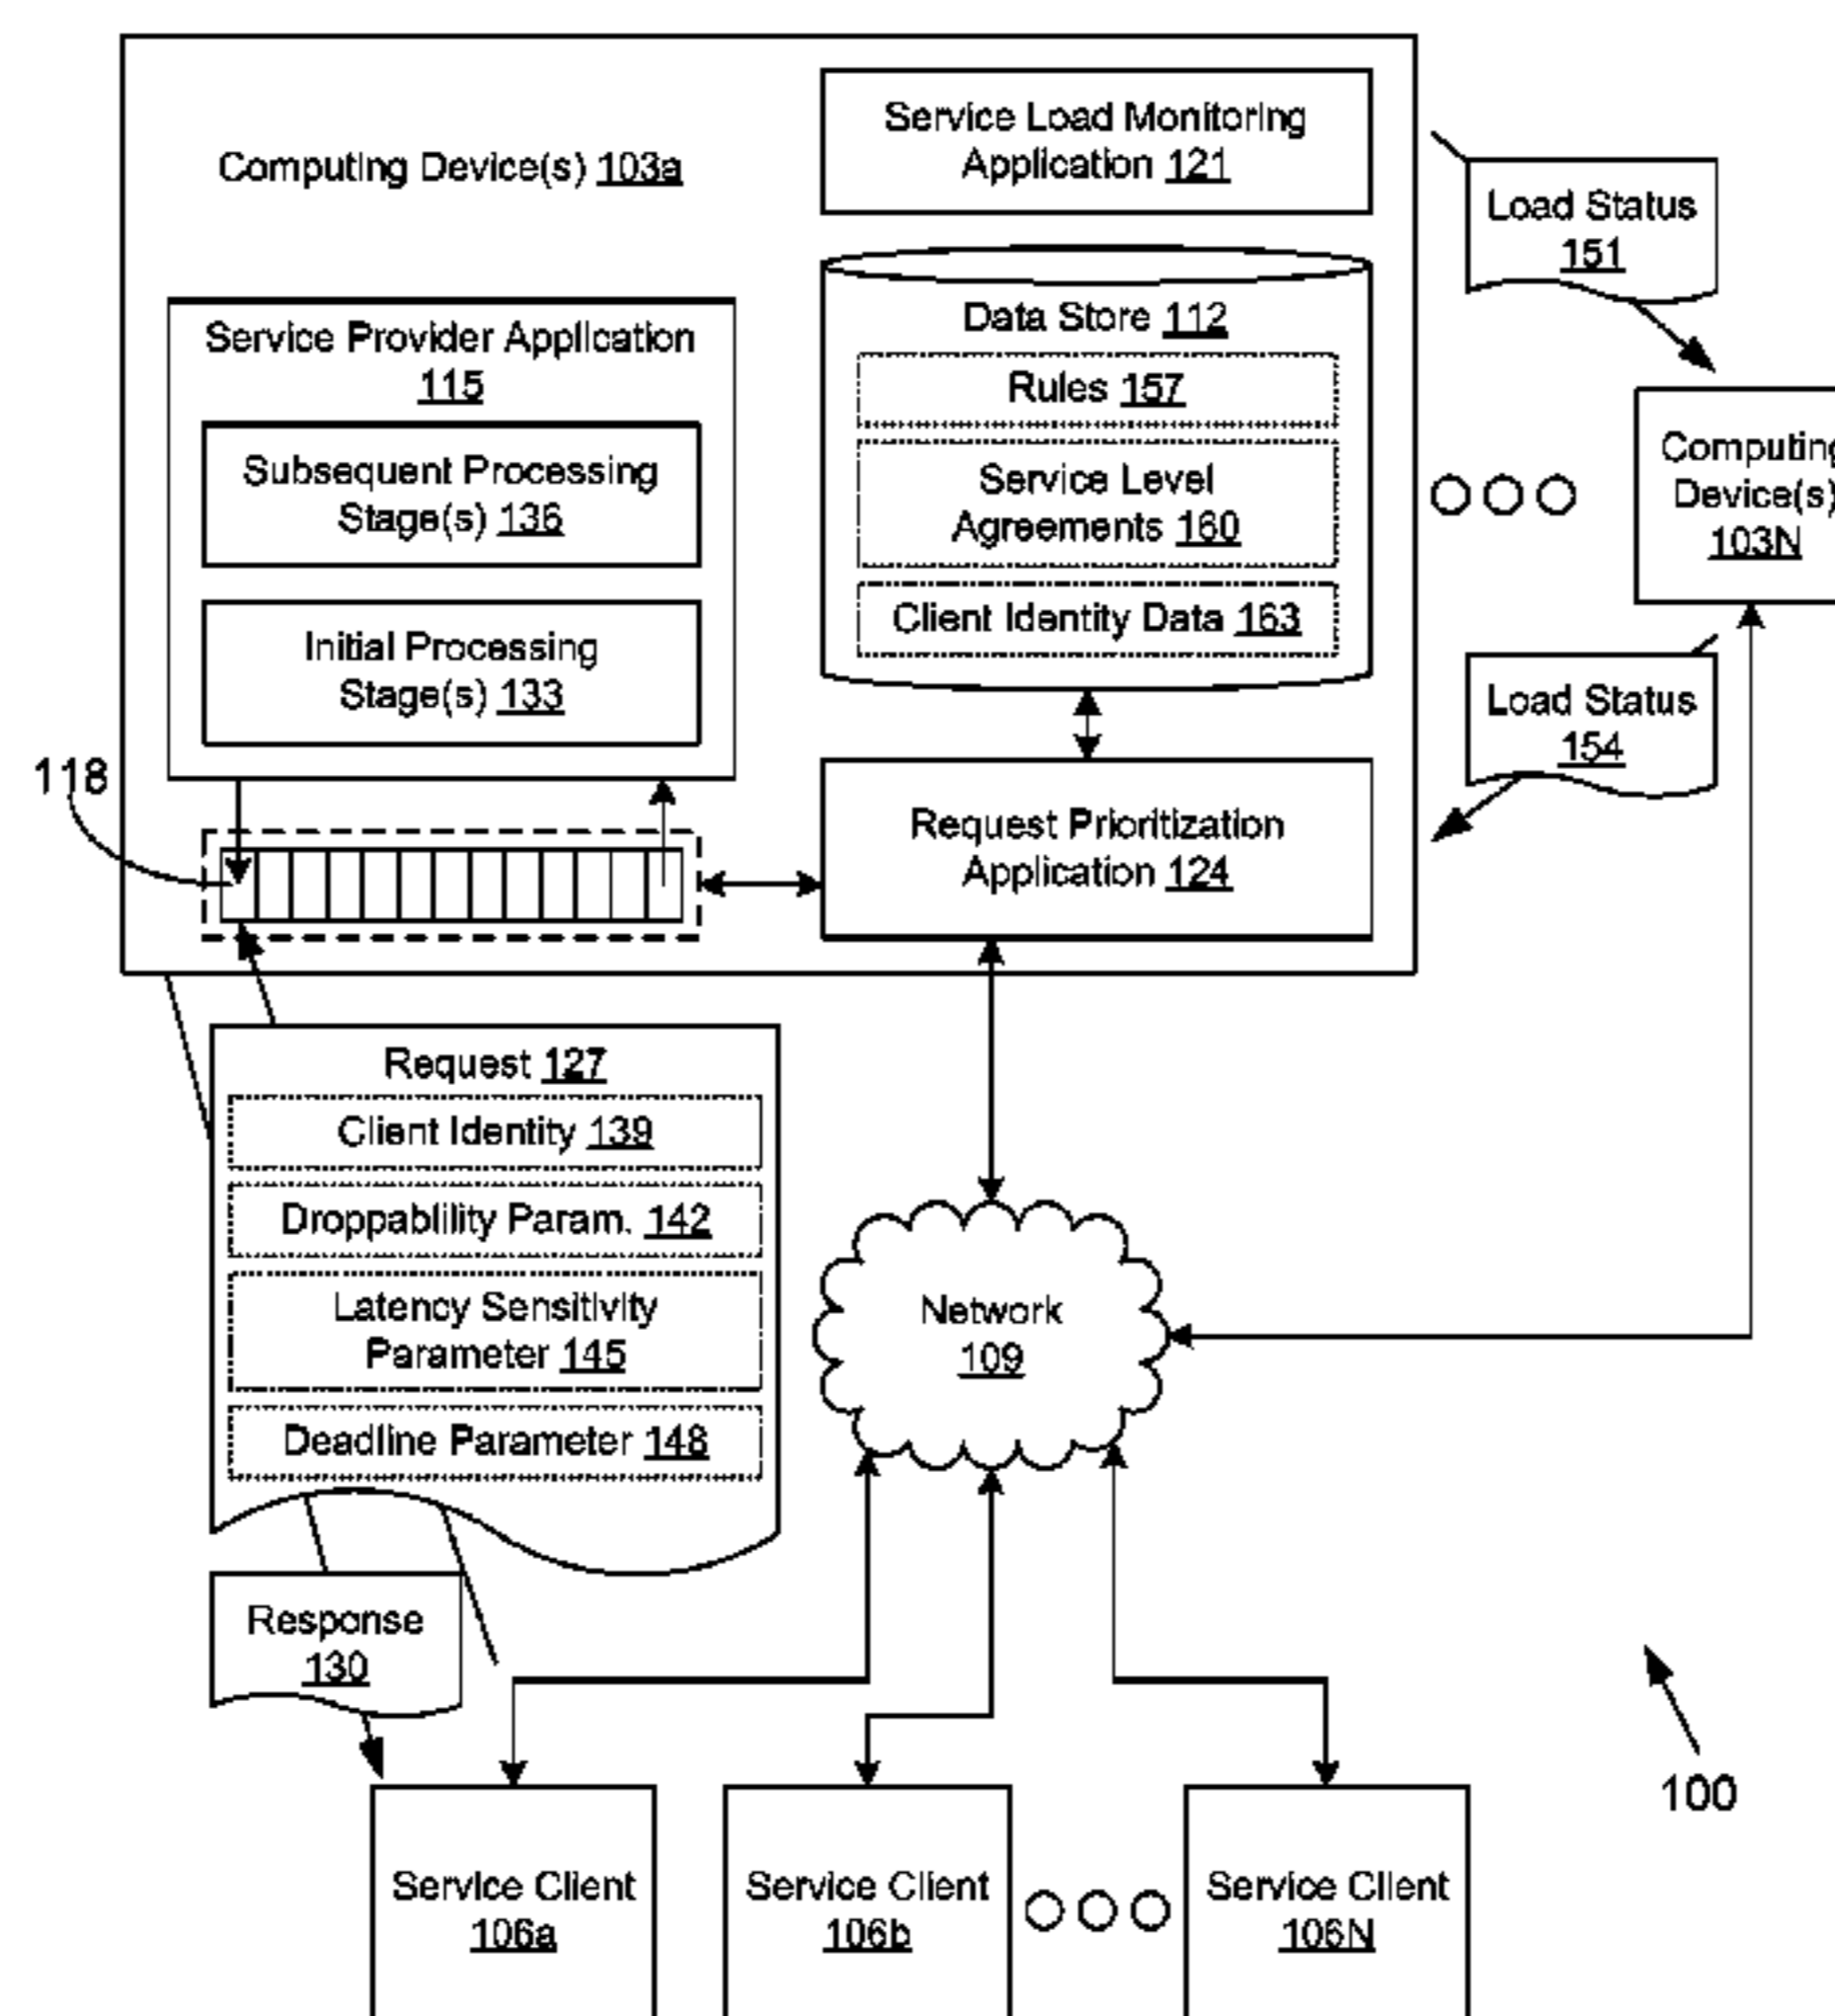 Computing Device(s) 103a
Service Load Monitoring
Application 121
Load Status
151
Service Provider Application
115
Subsequent Processing
Stage(s) 136
Initial Processing
Stage(s) 133
Data Store 112
Rules 157
Service Level
Agreements 160
Client Identity Data 163
Computing
Device(s)
103N
Load Status
154
118
Request Prioritization
Application 124
Request 127
Client Identity 139
Droppability Param. 142
Latency Sensitivity
Parameter 145
Deadline Parameter 148
Network
109
Response
130
100
Service Client
106a
Service Client
106b
Service Client
106N